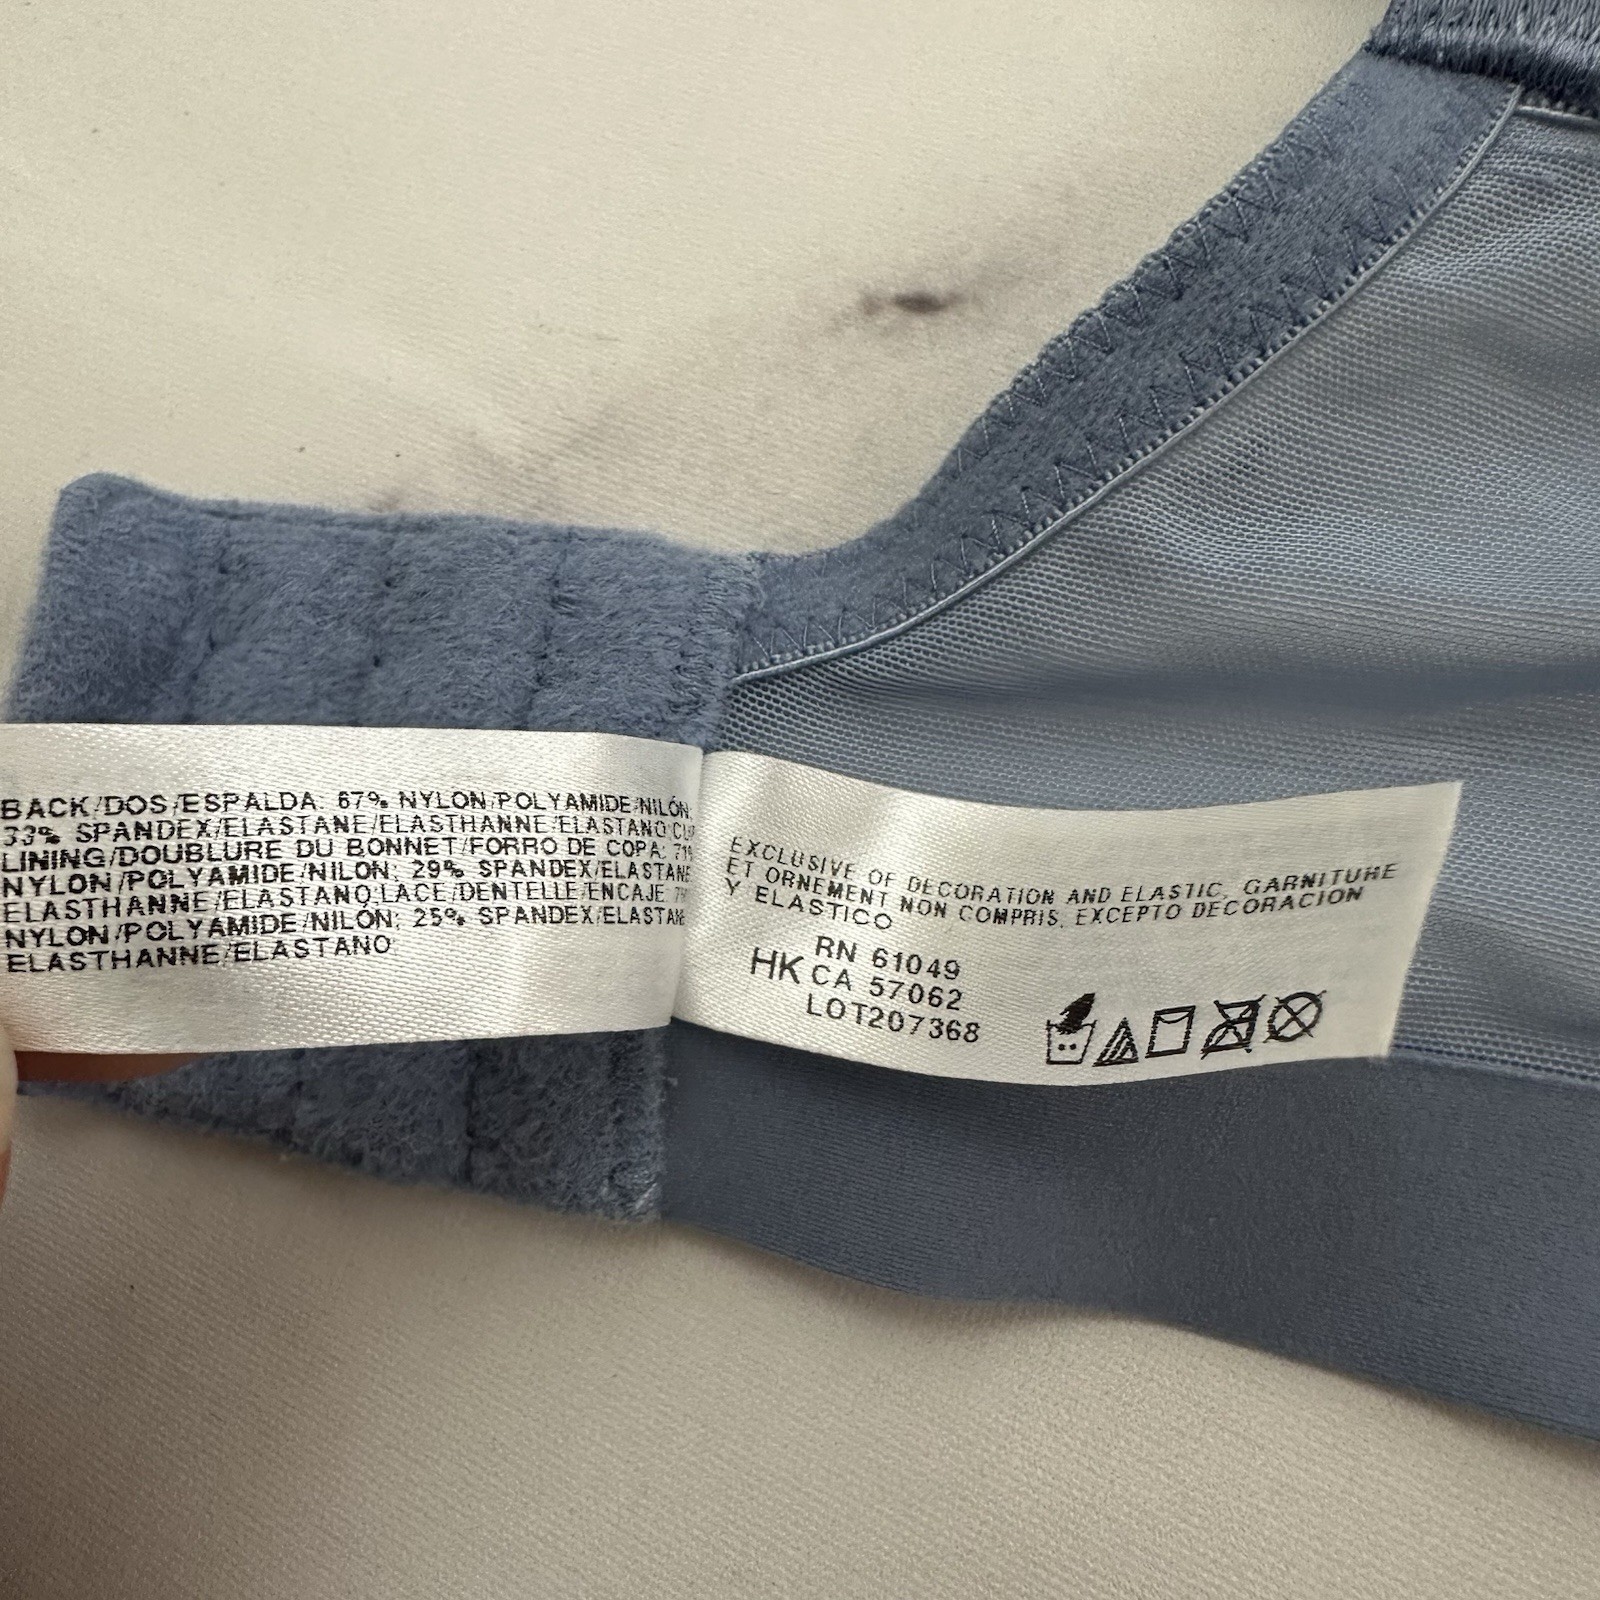 BACK/DOS/ESPALDA: 67% NYLON/POLYAMIDE/NILÓN;
33% SPANDEX/ELASTANE/ELASTHANNE/ELASTANO
LINING/DOUBLURE DU BONNET/FORRO DE COPA:
NYLON/POLYAMIDE/NILON; 29% SPANDEX/ELASTANE
ELASTHANNE/ELASTANO;LACE/DENTELLE/ENCAJE
NYLON/POLYAMIDE/NILON; 25% SPANDEX/ELASTANE
ELASTHANNE/ELASTANO
EXCLUSIVE OF DECORATION AND ELASTIC, GARNITURE
ET ORNEMENT NON COMPRIS, EXCEPTO DECORACION
Y ELASTICO
RN 61049
HK CA 57062
LOT207368